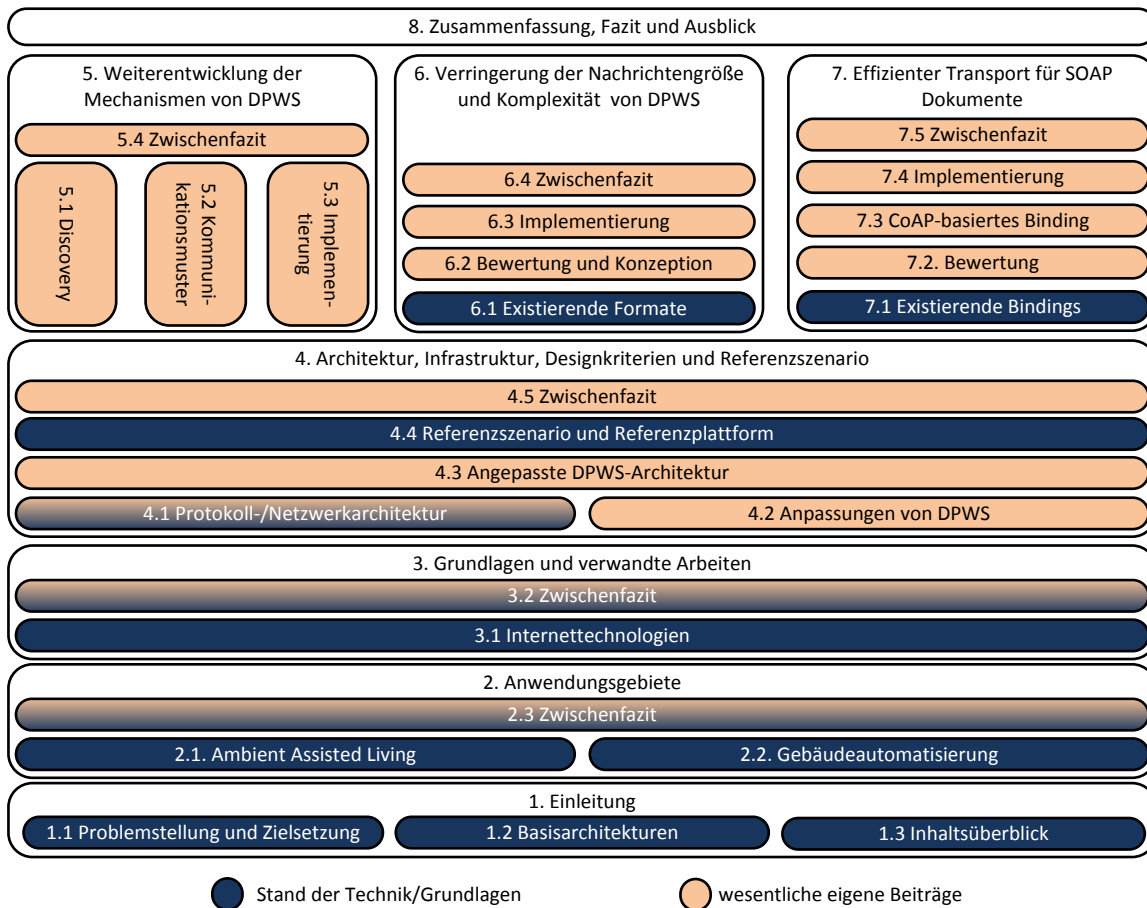 8. Zusammenfassung, Fazit und Ausblick
5. Weiterentwicklung der
Mechanismen von DPWS
5.4 Zwischenfazit
5.1 Discovery
5.2 Kommuni-
kationsmuster
5.3 Implemen-
tierung
6. Verringerung der Nachrichtengröße
und Komplexität von DPWS
6.4 Zwischenfazit
6.3 Implementierung
6.2 Bewertung und Konzeption
6.1 Existierende Formate
7. Effizienter Transport für SOAP
Dokumente
7.5 Zwischenfazit
7.4 Implementierung
7.3 CoAP-basiertes Binding
7.2. Bewertung
7.1 Existierende Bindings
4. Architektur, Infrastruktur, Designkriterien und Referenzszenario
4.5 Zwischenfazit
4.4 Referenzszenario und Referenzplattform
4.3 Angepasste DPWS-Architektur
4.1 Protokoll-/Netzwerkarchitektur
4.2 Anpassungen von DPWS
3. Grundlagen und verwandte Arbeiten
3.2 Zwischenfazit
3.1 Internettechnologien
2. Anwendungsgebiete
2.3 Zwischenfazit
2.1. Ambient Assisted Living
2.2. Gebäudeautomatisierung
1. Einleitung
1.1 Problemstellung und Zielsetzung
1.2 Basisarchitekturen
1.3 Inhaltsüberblick
Stand der Technik/Grundlagen
wesentliche eigene Beiträge